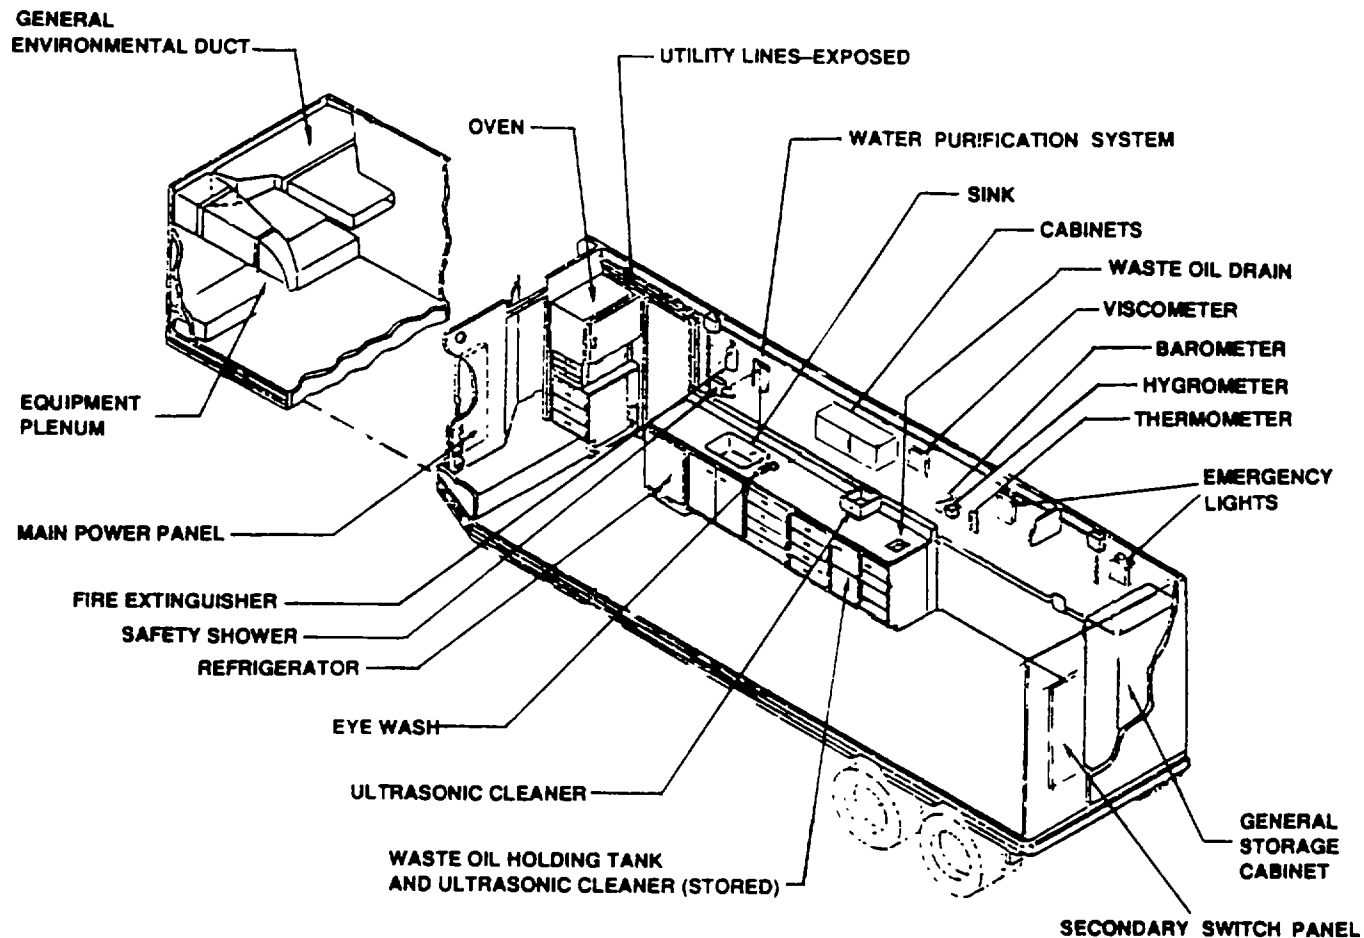 GENERAL
ENVIRONMENTAL DUCT
UTILITY LINES–EXPOSED
OVEN
WATER PURIFICATION SYSTEM
SINK
CABINETS
WASTE OIL DRAIN
VISCOMETER
BAROMETER
HYGROMETER
THERMOMETER
EMERGENCY
LIGHTS
EQUIPMENT
PLENUM
MAIN POWER PANEL
FIRE EXTINGUISHER
SAFETY SHOWER
REFRIGERATOR
EYE WASH
ULTRASONIC CLEANER
WASTE OIL HOLDING TANK
AND ULTRASONIC CLEANER (STORED)
GENERAL
STORAGE
CABINET
SECONDARY SWITCH PANEL